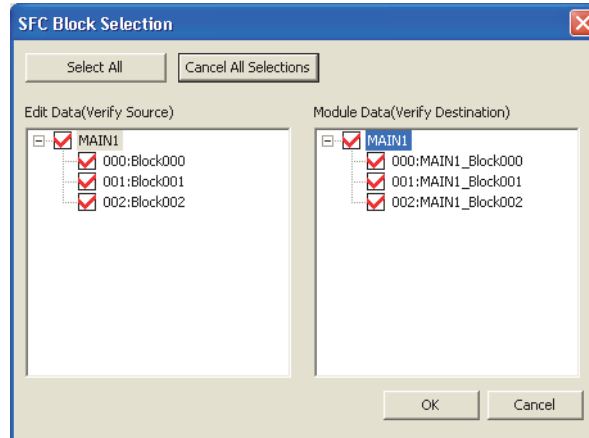 SFC Block Selection
Select All
Cancel All Selections
Edit Data(Verify Source)
MAIN1
000:Block000
001:Block001
002:Block002
Module Data(Verify Destination)
MAIN1
000:MAIN1_Block000
001:MAIN1_Block001
002:MAIN1_Block002
OK
Cancel